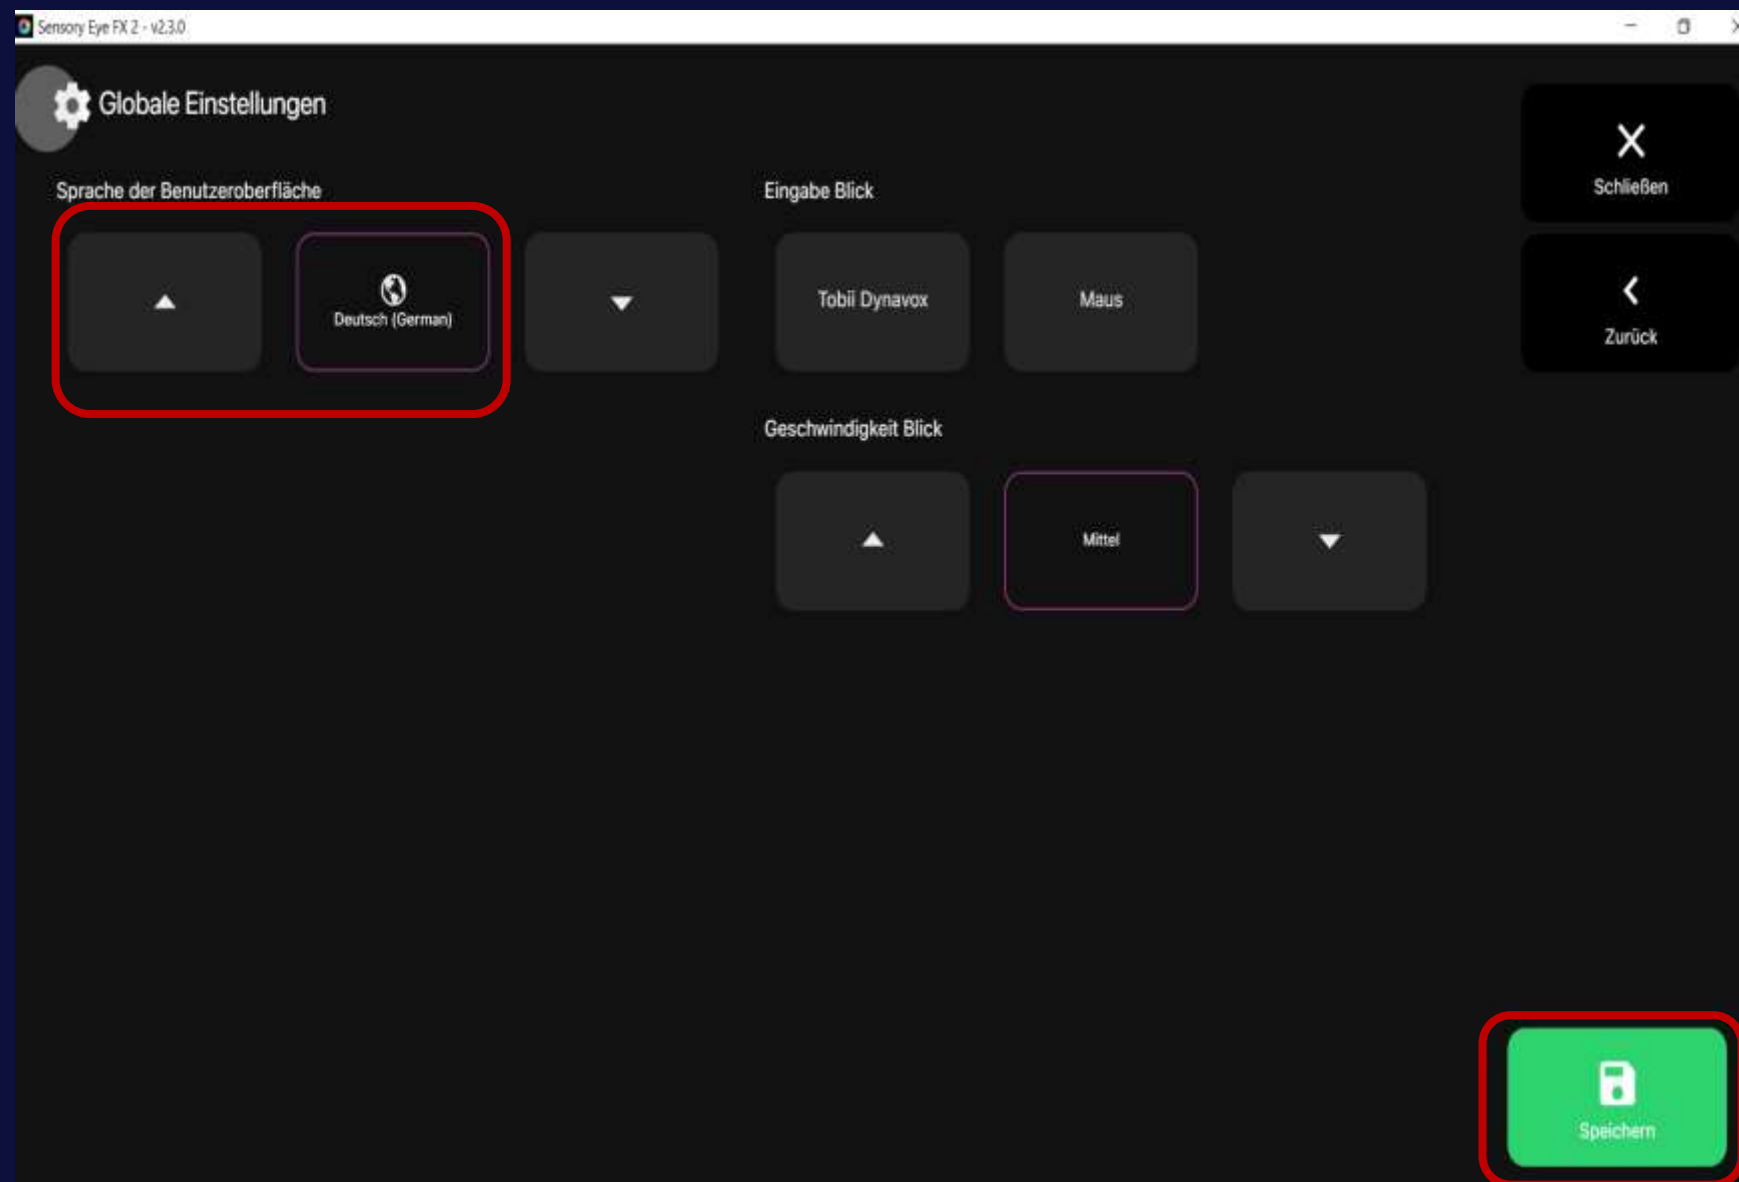 Sensory Eye FX 2 - v2.3.0
Globale Einstellungen
Sprache der Benutzeroberfläche
Deutsch (German)
Eingabe Blick
Tobii Dynavox
Maus
Geschwindigkeit Blick
Mittel
Schließen
Zurück
Speichern